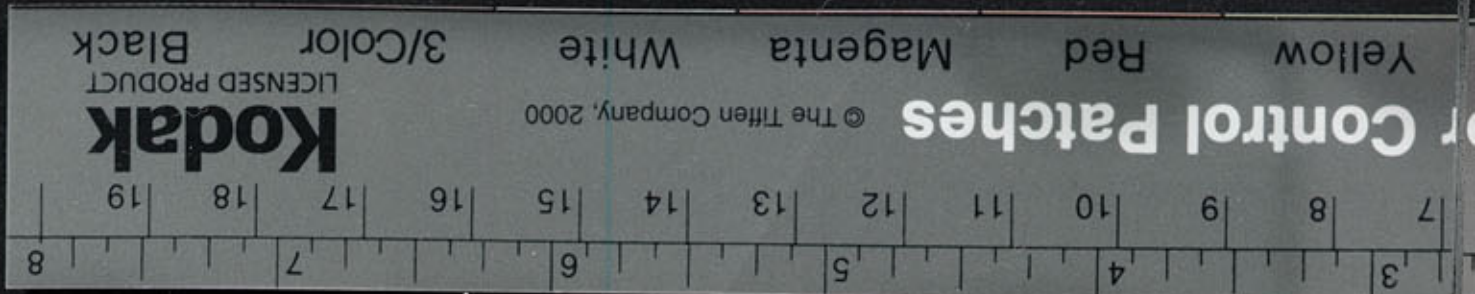 3 4 5 6 7 8
7 8 9 10 11 12 13 14 15 16 17 18 19
or Control Patches © The Tiffen Company, 2000 Kodak
LICENSED PRODUCT
Yellow Red Magenta White 3/Color Black